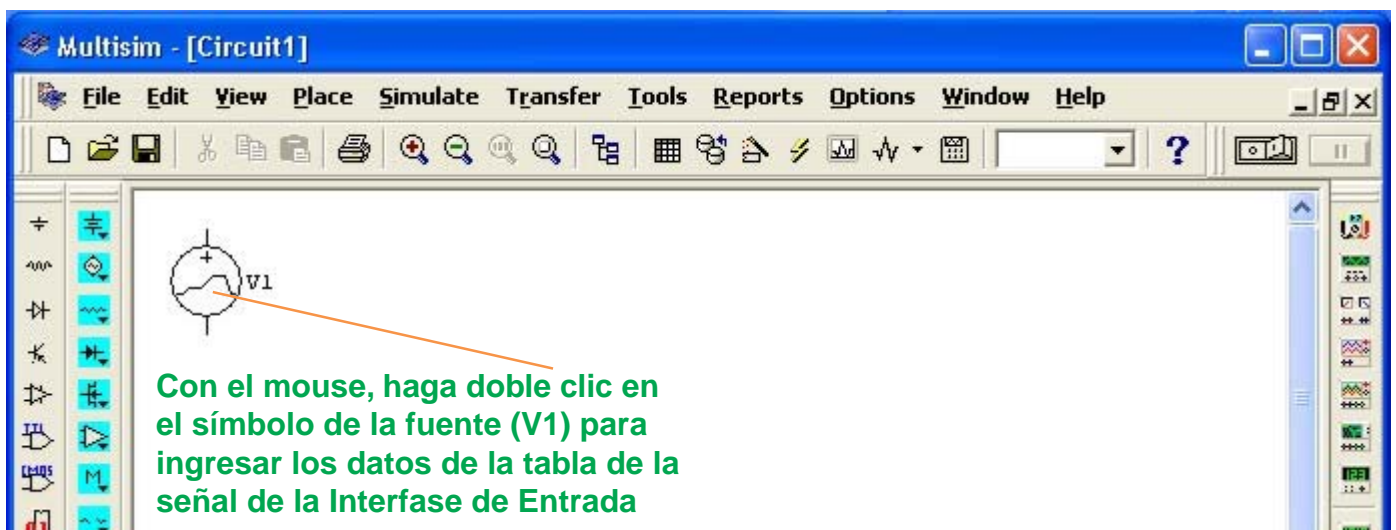 Multisim - [Circuit1]
File Edit View Place Simulate Transfer Tools Reports Options Window Help
?
V1
Con el mouse, haga doble clic en
el símbolo de la fuente (V1) para
ingresar los datos de la tabla de la
señal de la Interfase de Entrada
TTL
CMOS
M